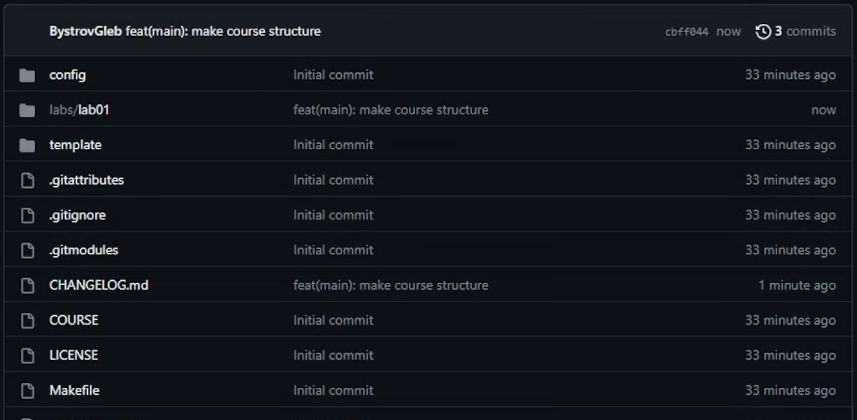 BystrovGleb feat(main): make course structure cbff044 now 3 commits
config Initial commit 33 minutes ago
labs/lab01 feat(main): make course structure now
template Initial commit 33 minutes ago
.gitattributes Initial commit 33 minutes ago
.gitignore Initial commit 33 minutes ago
.gitmodules Initial commit 33 minutes ago
CHANGELOG.md feat(main): make course structure 1 minute ago
COURSE Initial commit 33 minutes ago
LICENSE Initial commit 33 minutes ago
Makefile Initial commit 33 minutes ago